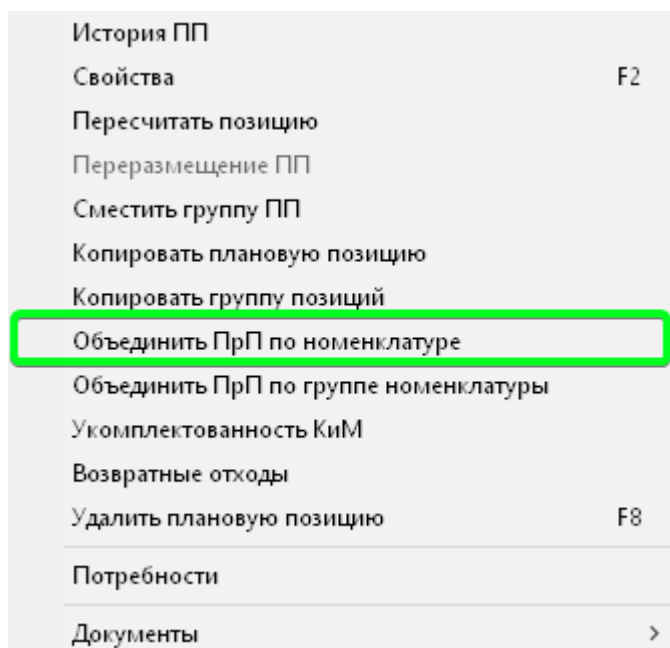 История ПП
Свойства F2
Пересчитать позицию
Переразмещение ПП
Сместить группу ПП
Копировать плановую позицию
Копировать группу позиций
Объединить ПрП по номенклатуре
Объединить ПрП по группе номенклатуры
Укомплектованность КиМ
Возвратные отходы
Удалить плановую позицию F8
Потребности
Документы >